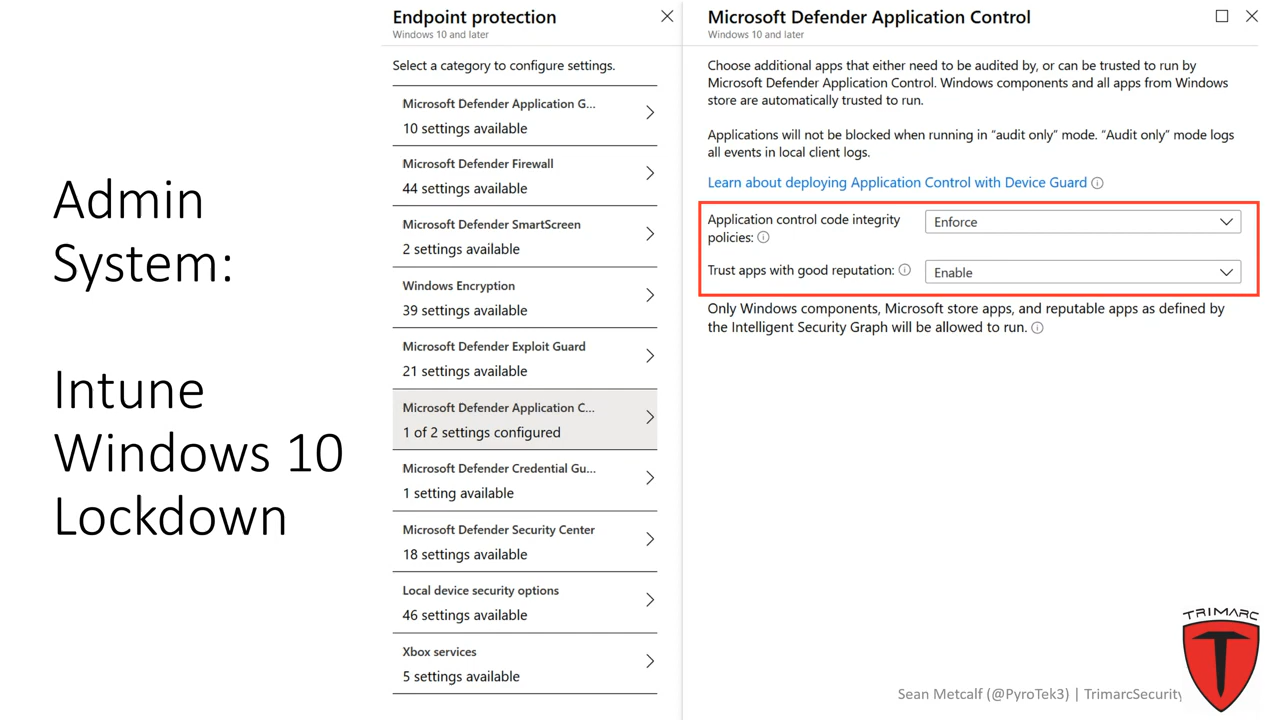 Admin
System:
Intune
Windows 10
Lockdown
Endpoint protection
Windows 10 and later
Select a category to configure settings.
Microsoft Defender Application G...
10 settings available
Microsoft Defender Firewall
44 settings available
Microsoft Defender SmartScreen
2 settings available
Windows Encryption
39 settings available
Microsoft Defender Exploit Guard
21 settings available
Microsoft Defender Application C...
1 of 2 settings configured
Microsoft Defender Credential Gu...
1 setting available
Microsoft Defender Security Center
18 settings available
Local device security options
46 settings available
Xbox services
5 settings available
Microsoft Defender Application Control
Windows 10 and later
Choose additional apps that either need to be audited by, or can be trusted to run by
Microsoft Defender Application Control. Windows components and all apps from Windows
store are automatically trusted to run.
Applications will not be blocked when running in “audit only” mode. “Audit only” mode logs
all events in local client logs.
Learn about deploying Application Control with Device Guard
Application control code integrity
policies:
Enforce
Trust apps with good reputation:
Enable
Only Windows components, Microsoft store apps, and reputable apps as defined by
the Intelligent Security Graph will be allowed to run.
TRIMARC
T
Sean Metcalf (@PyroTek3) | TrimarcSecurity